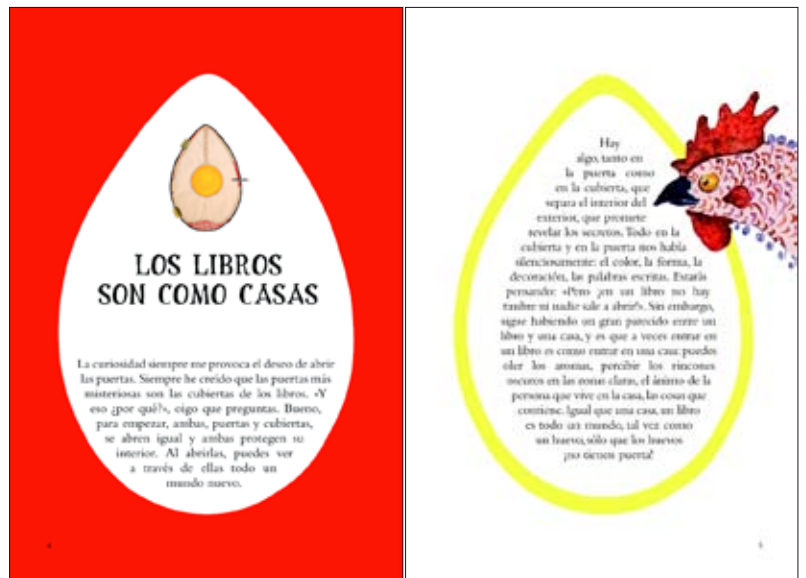 LOS LIBROS
SON COMO CASAS
La curiosidad siempre me provoca el deseo de abrir
las puertas. Siempre he creído que las puertas más
misteriosas son las cubiertas de los libros. «Y
eso ¿por qué?», oigo que preguntas. Bueno,
para empezar, ambas, puertas y cubiertas,
se abren igual y ambas protegen su
interior. Al abrirlas, puedes ver
a través de ellas todo un
mundo nuevo.
Hay
algo, tanto en
la puerta como
en la cubierta, que
separa el interior del
exterior, que promete
revelar los secretos. Todo en la
cubierta y en la puerta nos habla
silenciosamente: el color, la forma, la
decoración, las palabras escritas. Estarás
pensando: «Pero ¡en un libro no hay
timbre ni nadie sale a abrir!». Sin embargo,
sigue habiendo un gran parecido entre un
libro y una casa, y es que a veces entrar en
un libro es como entrar en una casa: puedes
oler los aromas, percibir los rincones
oscuros en las zonas claras, el ánimo de la
persona que vive en la casa, las cosas que
contiene. Igual que una casa, un libro
es todo un mundo, tal vez como
un huevo, sólo que los huevos
¡no tienen puerta!